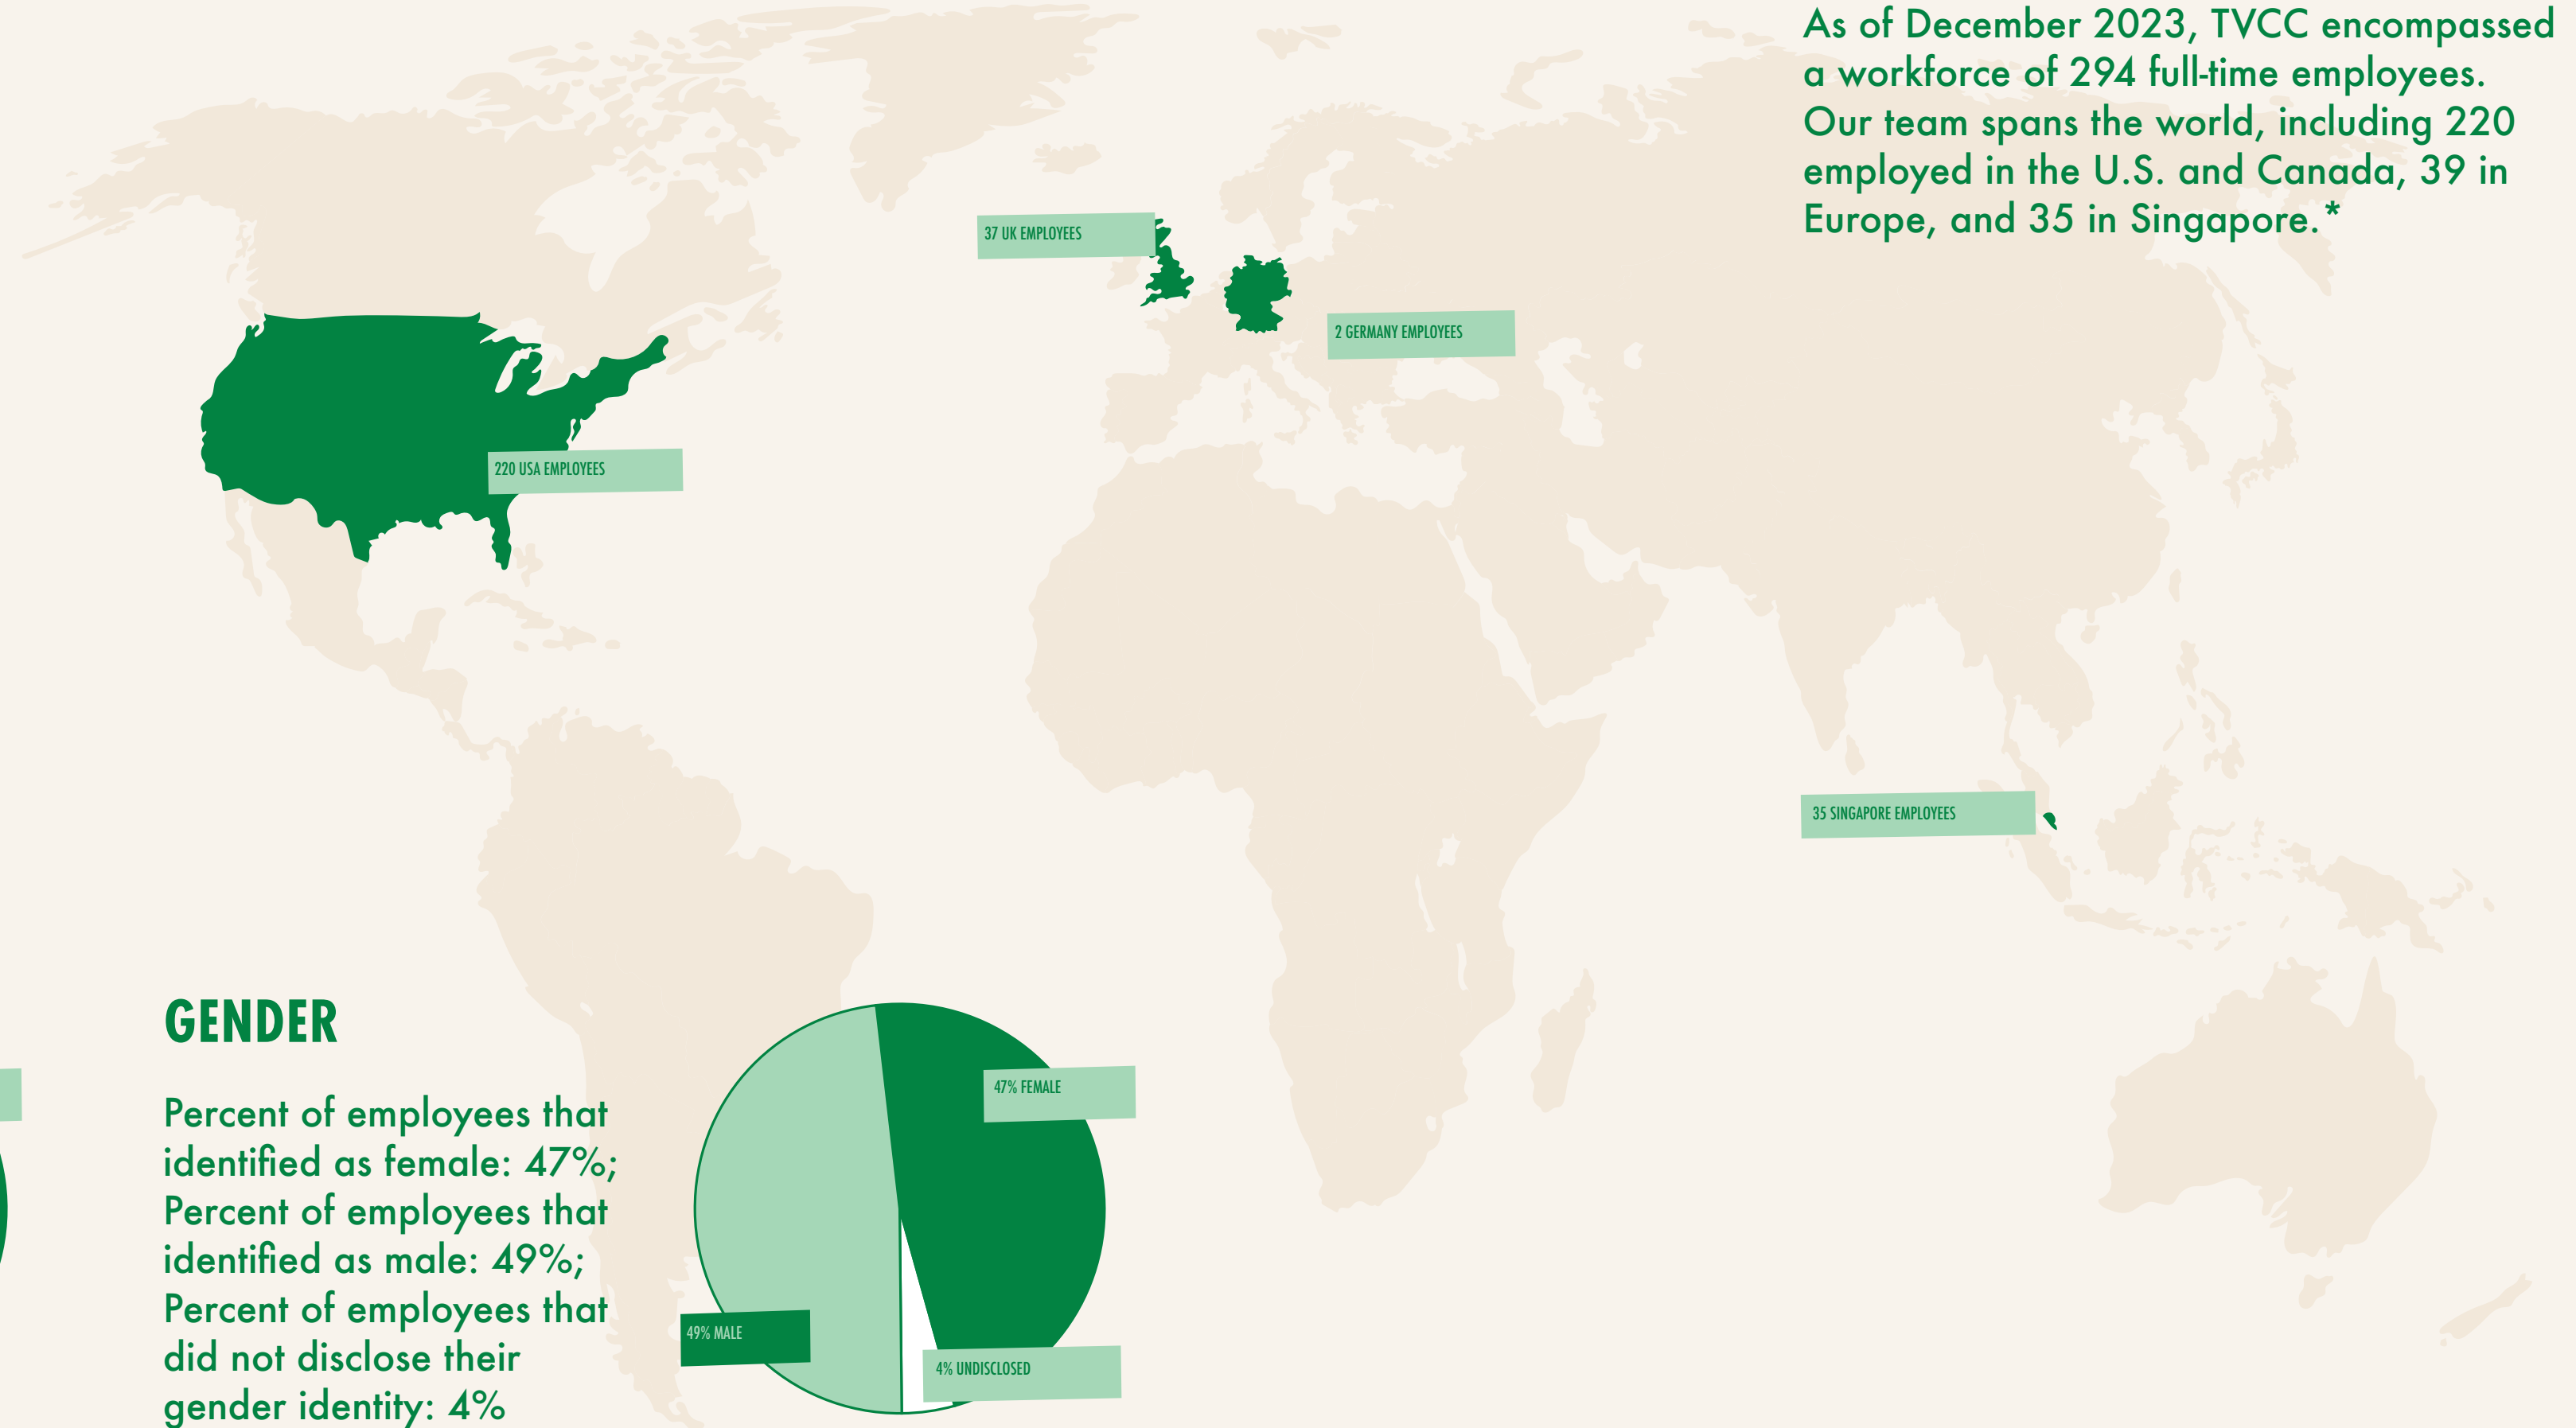 As of December 2023, TVCC encompassed
a workforce of 294 full-time employees.
Our team spans the world, including 220
employed in the U.S. and Canada, 39 in
Europe, and 35 in Singapore.*
37 UK EMPLOYEES
2 GERMANY EMPLOYEES
220 USA EMPLOYEES
35 SINGAPORE EMPLOYEES
GENDER
Percent of employees that
identified as female: 47%;
Percent of employees that
identified as male: 49%;
Percent of employees that
did not disclose their
gender identity: 4%
47% FEMALE
49% MALE
4% UNDISCLOSED